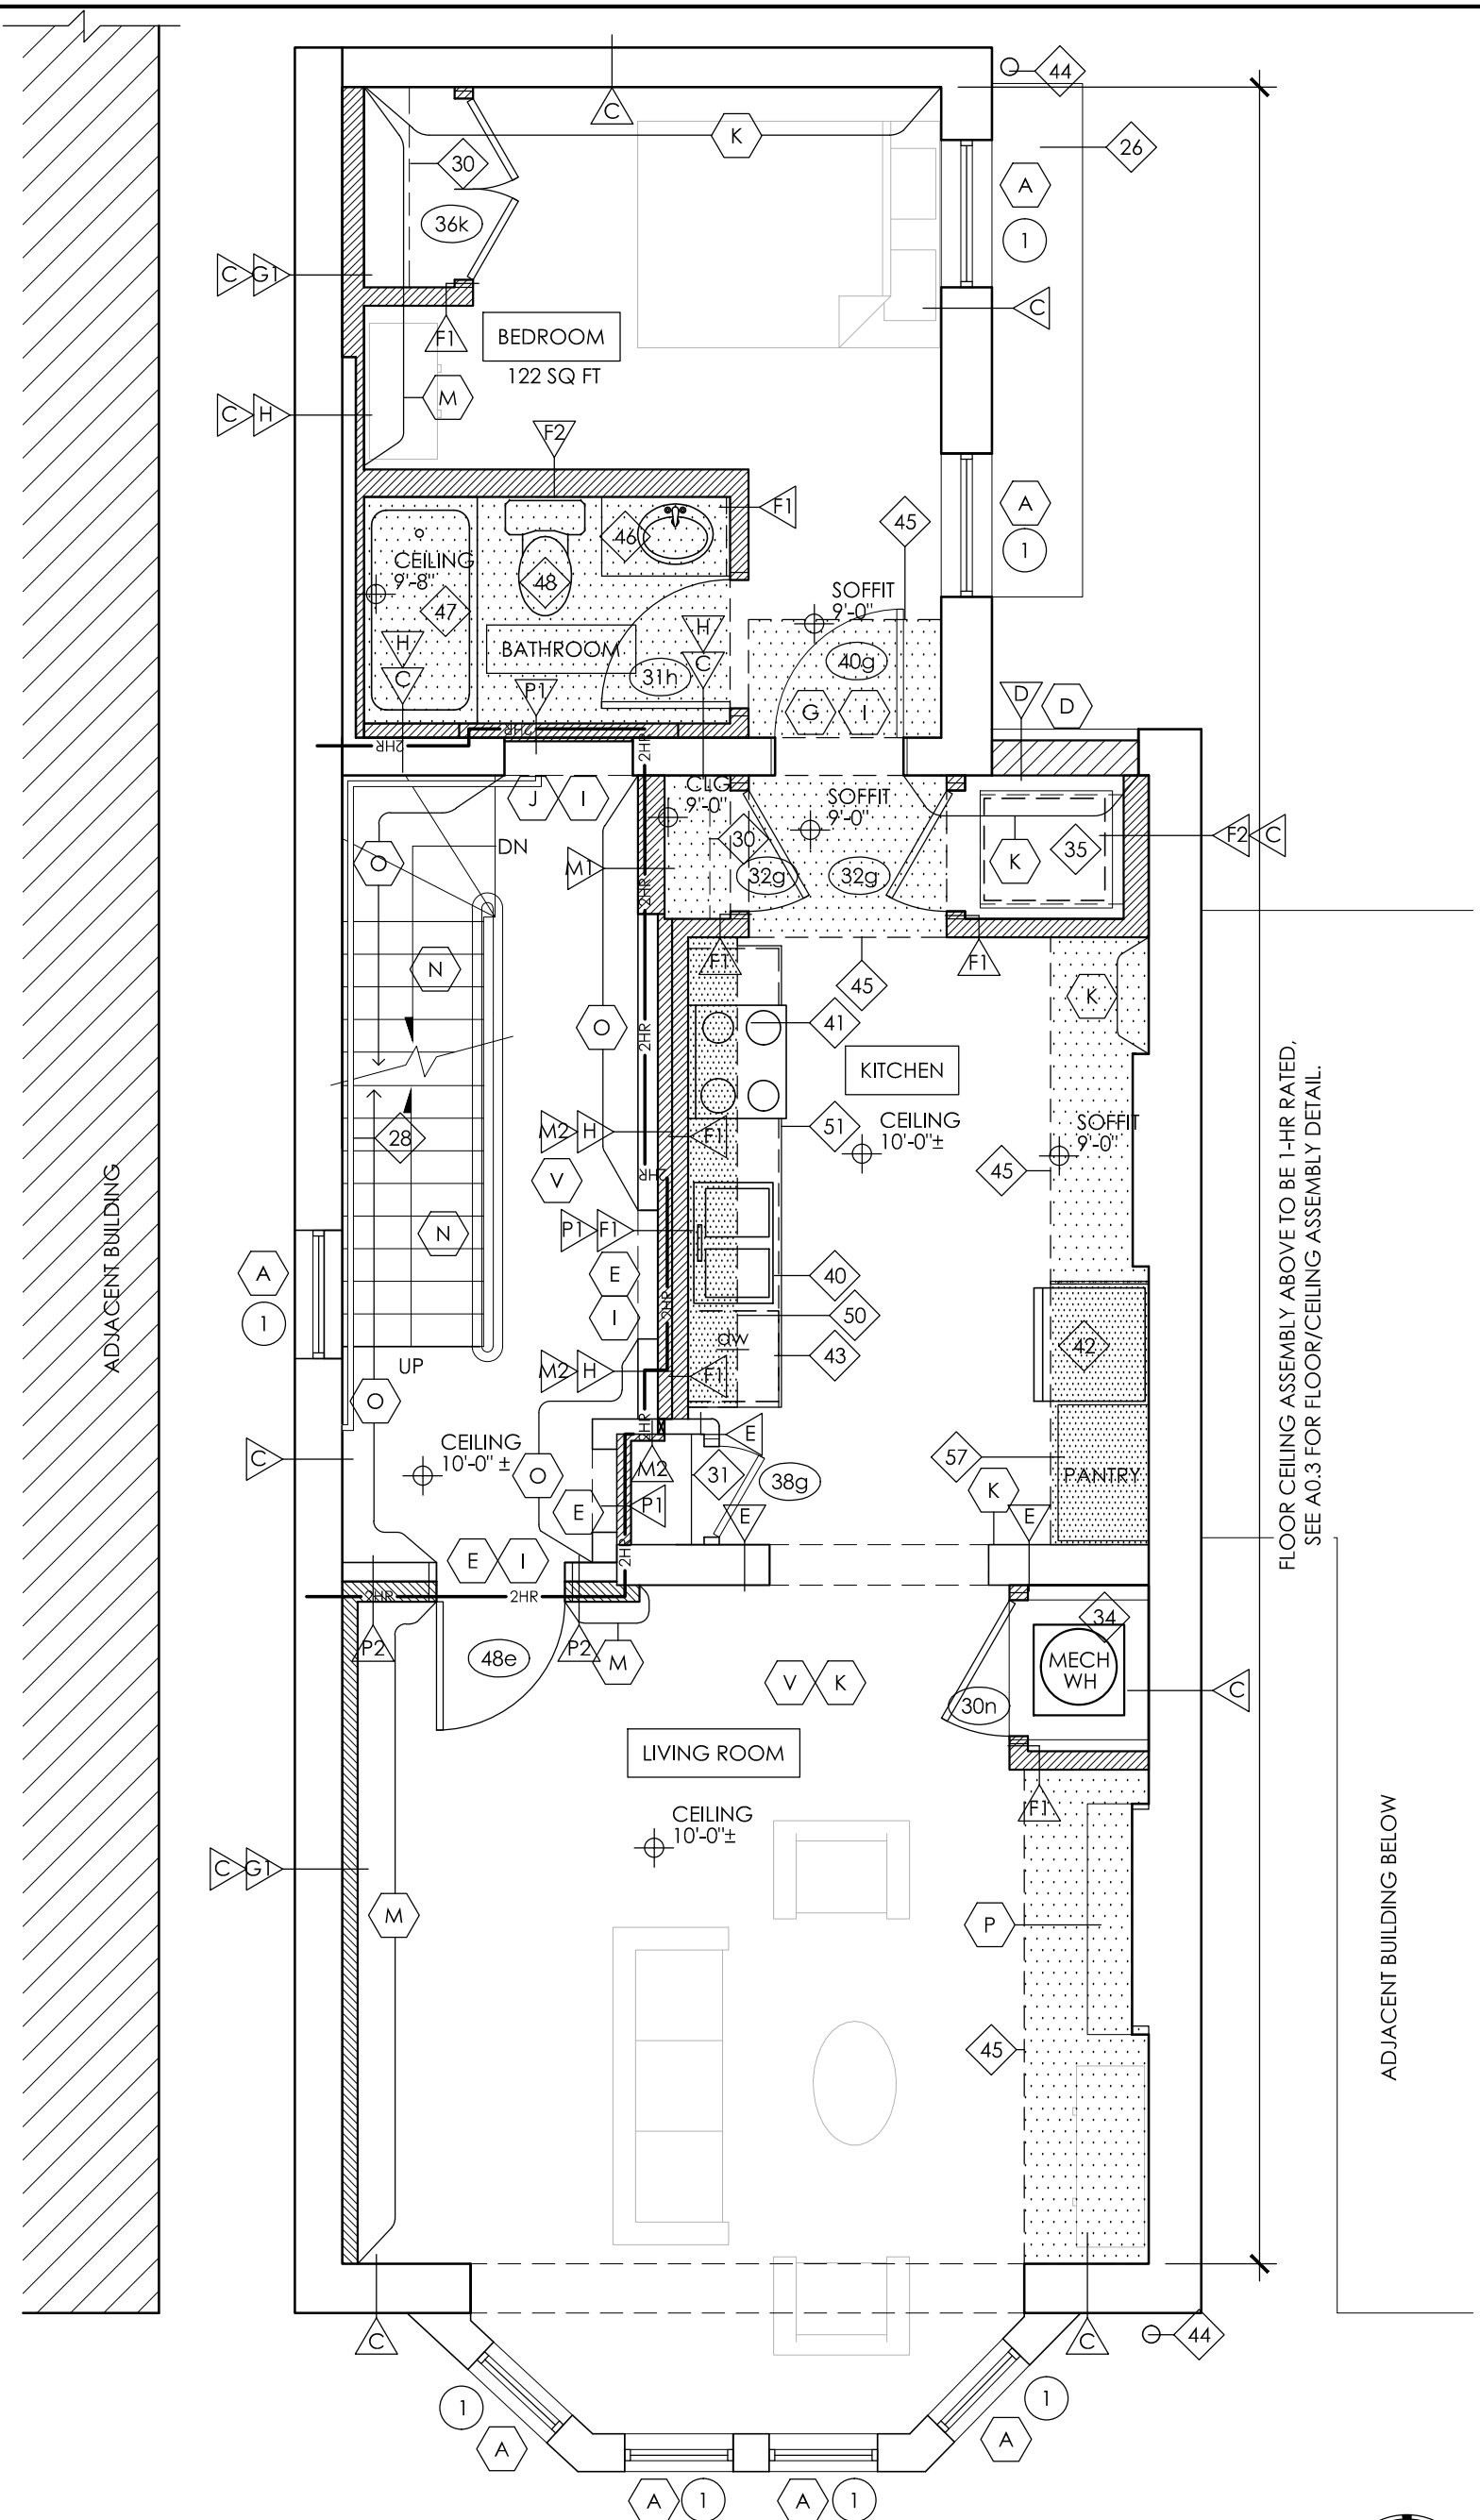 44
C
K
26
30
A
36k
1
C G1
C
F1
BEDROOM
122 SQ FT
M
C H
F2
A
F1
45
46
1
CEILING
9'-8"
48
SOFFIT
9'-0"
47
H
C
BATHROOM
H
C
40g
31h
P1
D
D
G I
2HR
2HR
2HR
CLG
9'-0"
SOFFIT
9'-0"
J I
DN
30
F2 C
O
K
35
M1
32g
32g
2HR
F1
F1
N
45
K
O
41
2HR
KITCHEN
SOFFIT
9'-0"
CEILING
10'-0"±
51
28
M2 H
F1
45
V
2HR
ADJACENT BUILDING
N
P1 F1
A
E
40
1
I
2HR
50
dw
43
42
UP
M2 H
F1
O
2HR
E
CEILING
10'-0" ±
57
C
O
M2
31
38g
PANTRY
K
E
P1
E
E
E I
2HR
FLOOR CEILING ASSEMBLY ABOVE TO BE 1-HR RATED,
SEE A0.3 FOR FLOOR/CEILING ASSEMBLY DETAIL.
2HR
2HR
34
P2
48e
P2
M
MECH
WH
V K
C
30n
LIVING ROOM
CEILING
10'-0"±
F1
C G1
M
P
ADJACENT BUILDING BELOW
45
C
C
44
1
1
A
A
A 1
A 1